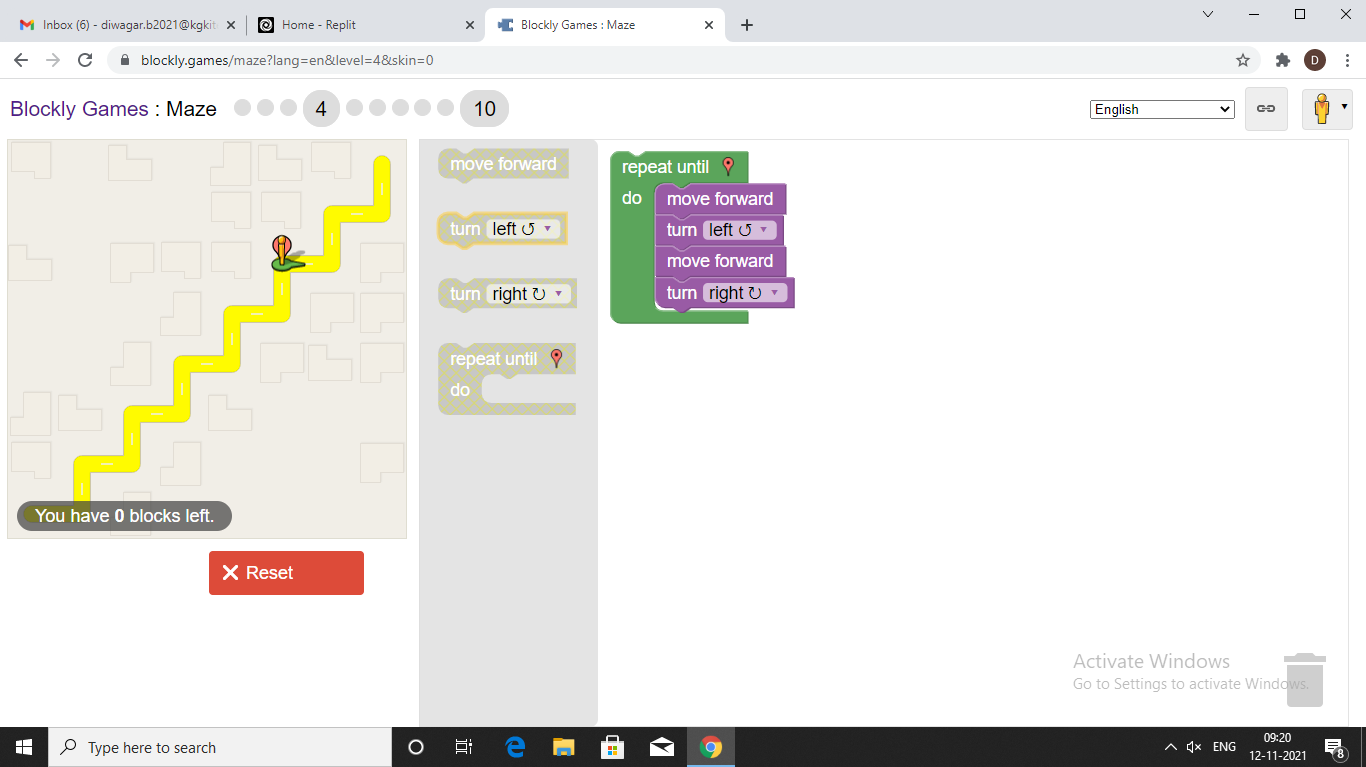 Inbox (6) - diwagar.b2021@kgkit
Home - Replit
Blockly Games : Maze
blockly.games/maze?lang=en&level=4&skin=0
D
Blockly Games : Maze
4
10
English
move forward
turn left ↺ ▼
turn right ↻ ▼
repeat until
do
repeat until
do
move forward
turn left ↺ ▼
move forward
turn right ↻ ▼
You have 0 blocks left.
Reset
Activate Windows
Go to Settings to activate Windows.
Type here to search
ENG
09:20
12-11-2021
8